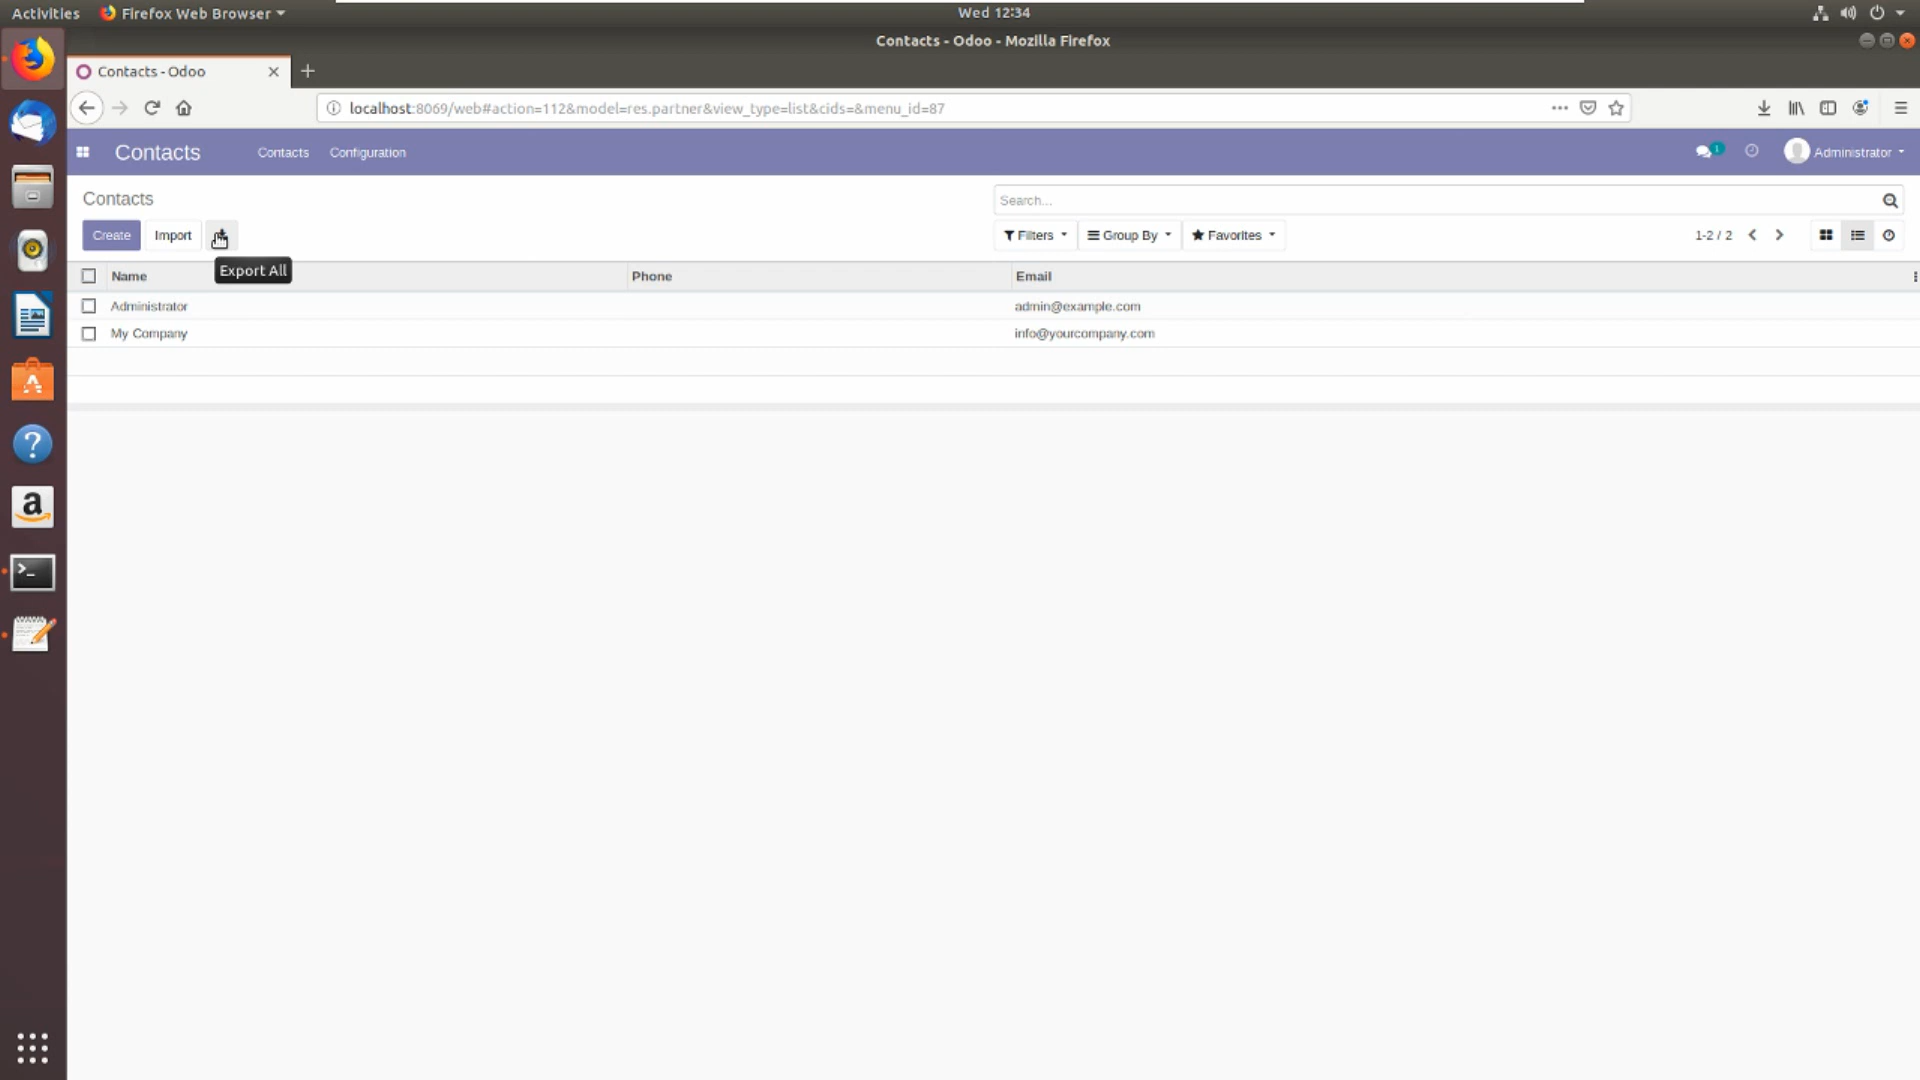 Activities Firefox Web Browser Wed 12:34
Contacts - Odoo - Mozilla Firefox
Contacts - Odoo
localhost:8069/web#action=112&model=res.partner&view_type=list&cids=&menu_id=87
Contacts Contacts Configuration 1 Administrator
Contacts Search...
Create Import Filters Group By Favorites 1-2 / 2
Export All
Name Phone Email
Administrator admin@example.com
My Company info@yourcompany.com